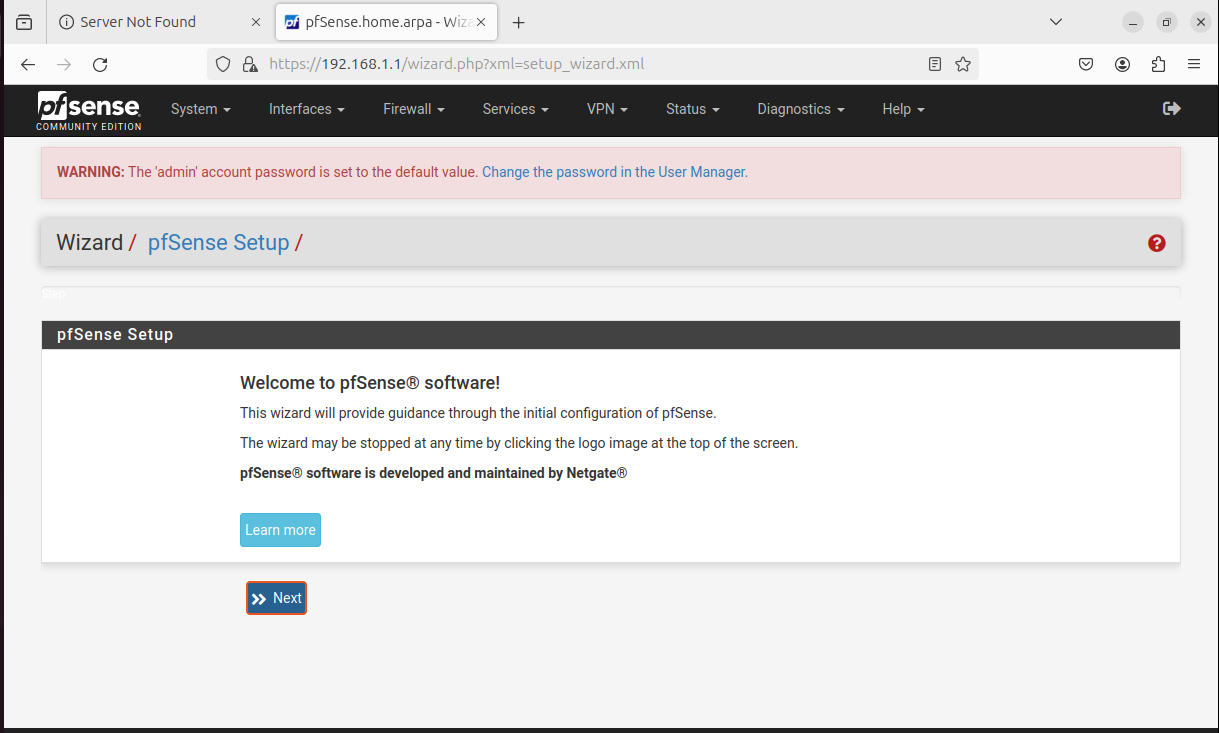 Server Not Found
pfSense.home.arpa - Wiza
https://192.168.1.1/wizard.php?xml=setup_wizard.xml
pfsense
COMMUNITY EDITION
System
Interfaces
Firewall
Services
VPN
Status
Diagnostics
Help
WARNING: The 'admin' account password is set to the default value. Change the password in the User Manager.
Wizard / pfSense Setup /
Step
pfSense Setup
Welcome to pfSense® software!
This wizard will provide guidance through the initial configuration of pfSense.
The wizard may be stopped at any time by clicking the logo image at the top of the screen.
pfSense® software is developed and maintained by Netgate®
Learn more
Next